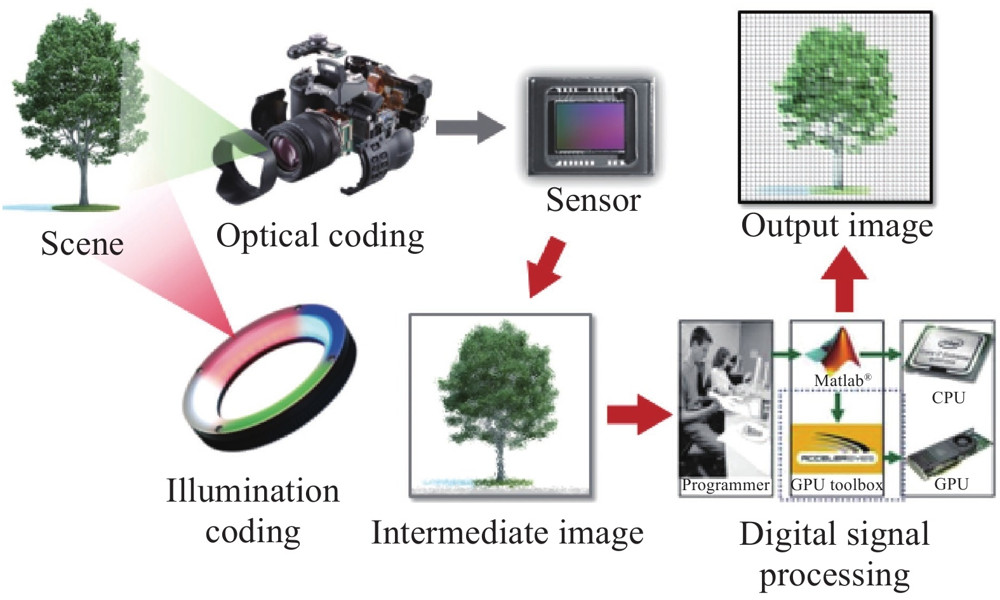 Scene
Optical coding
Sensor
Output image
Illumination
coding
Intermediate image
Programmer
Matlab®
GPU toolbox
CPU
GPU
Digital signal
processing